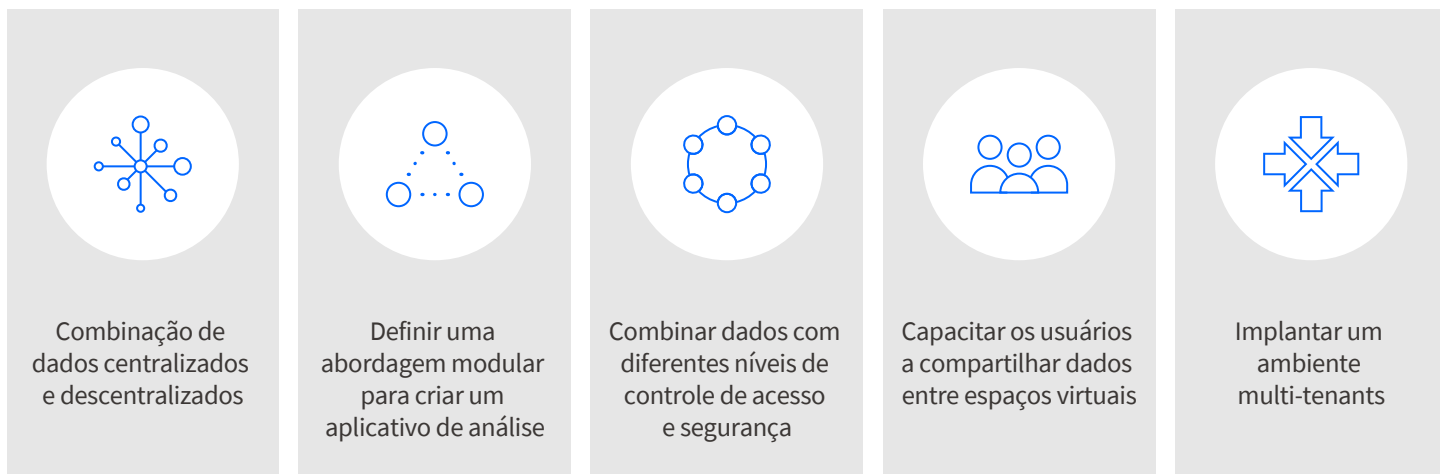 Combinação de
dados centralizados
e descentralizados
Definir uma
abordagem modular
para criar um
aplicativo de análise
Combinar dados com
diferentes níveis de
controle de acesso
e segurança
Capacitar os usuários
a compartilhar dados
entre espaços virtuais
Implantar um
ambiente
multi-tenants